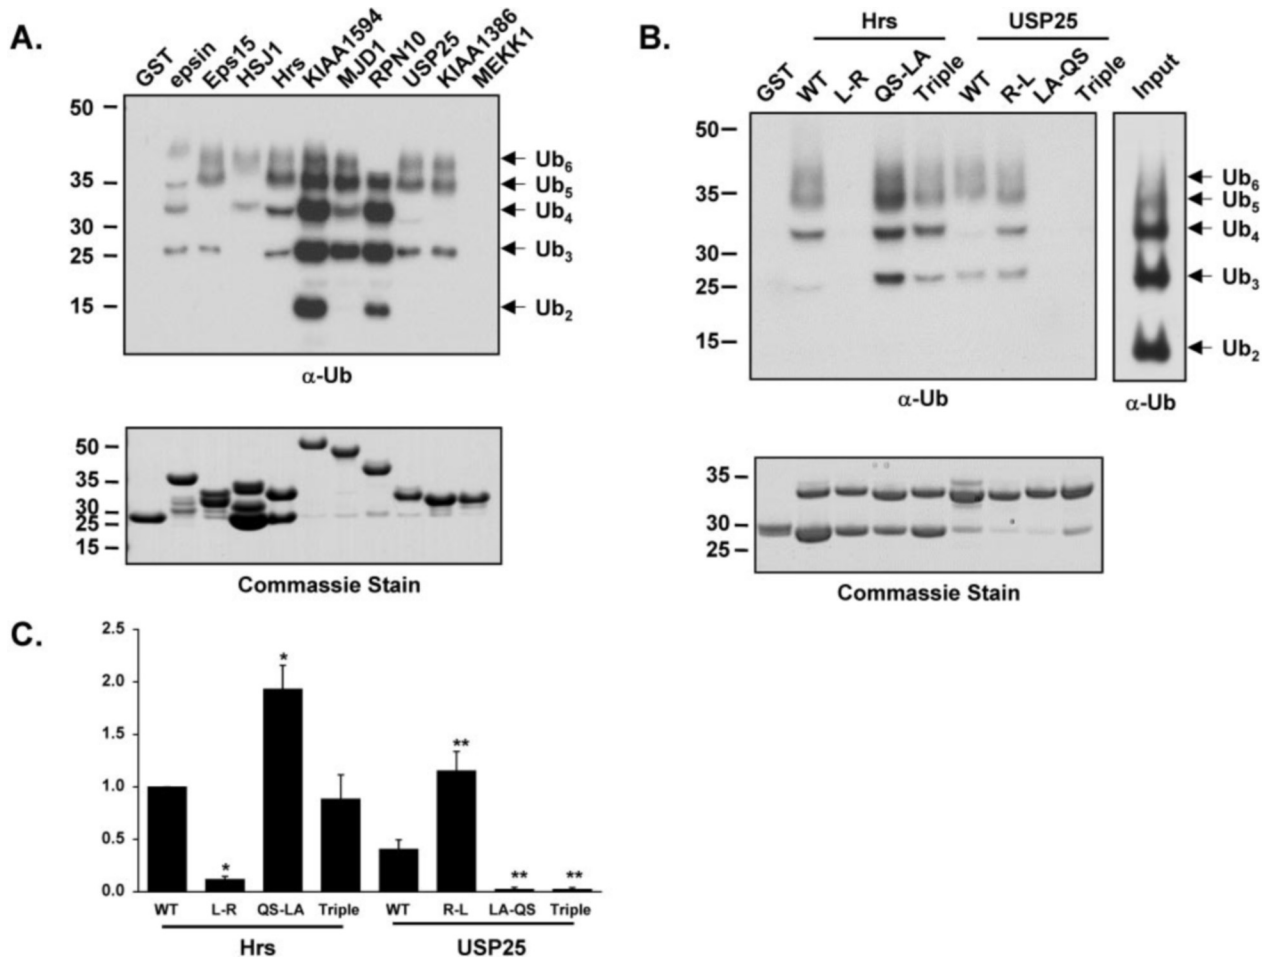 A.
GST epsin Eps15 HSJ1 Hrs KIAA1594 MJD1 RPN10 USP25 KIAA1386 MEKK1
50
35
30
25
15
Ub6
Ub5
Ub4
Ub3
Ub2
α-Ub
50
35
30
25
15
Commassie Stain
B.
Hrs USP25
GST WT L-R QS-LA Triple WT R-L LA-QS Triple Input
50
35
30
25
15
Ub6
Ub5
Ub4
Ub3
Ub2
α-Ub α-Ub
35
30
25
Commassie Stain
C.
2.5
2.0
1.5
1.0
0.5
0.0
* * ** ** **
WT L-R QS-LA Triple WT R-L LA-QS Triple
Hrs USP25